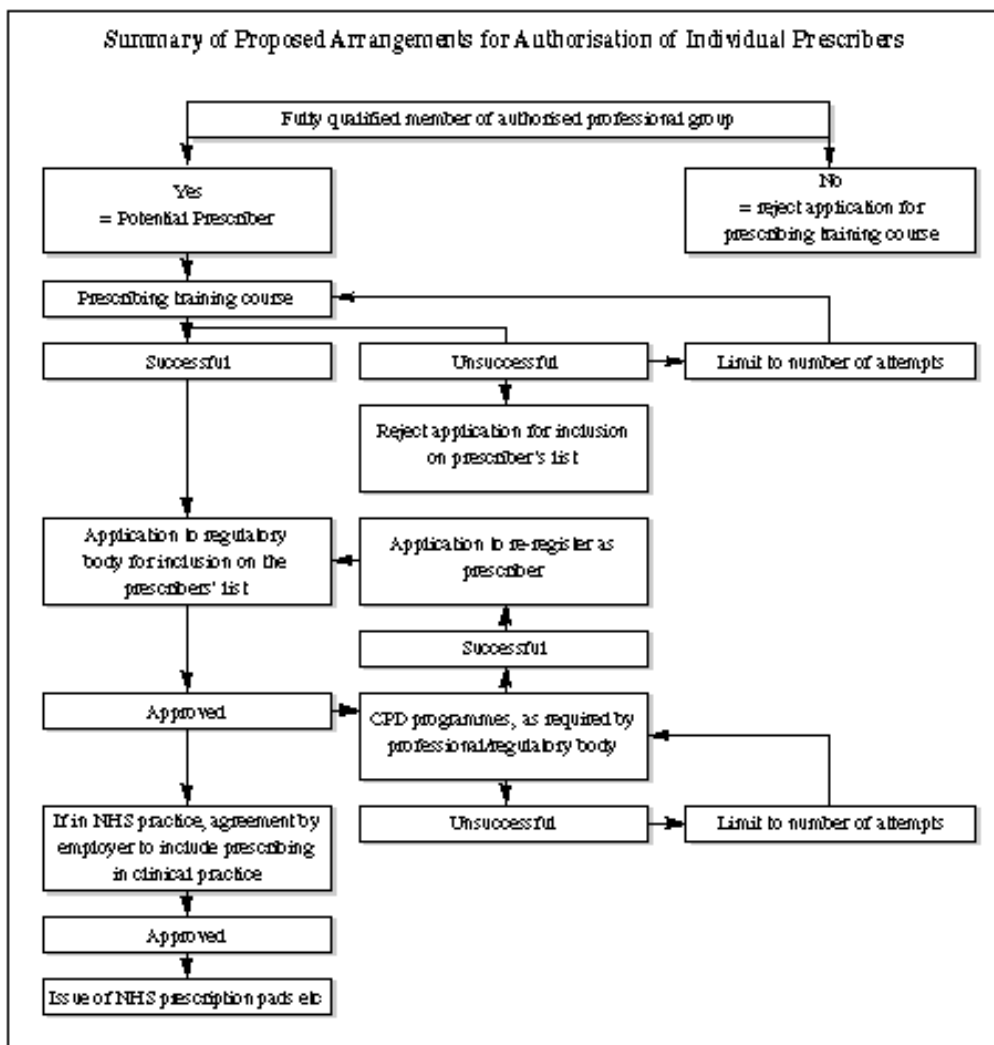 Summary of Proposed Arrangements for Authorisation of Individual Prescribers
Fully qualified member of authorised professional group
Yes
= Potential Prescriber
No
= reject application for
prescribing training course
Prescribing training course
Successful
Unsuccessful
Limit to number of attempts
Reject application for inclusion
on prescriber's list
Application to regulatory
body for inclusion on the
prescribers' list
Application to re-register as
prescriber
Successful
Approved
CPD programmes, as required by
professional/regulatory body
If in NHS practice, agreement by
employer to include prescribing
in clinical practice
Unsuccessful
Limit to number of attempts
Approved
Issue of NHS prescription pads etc